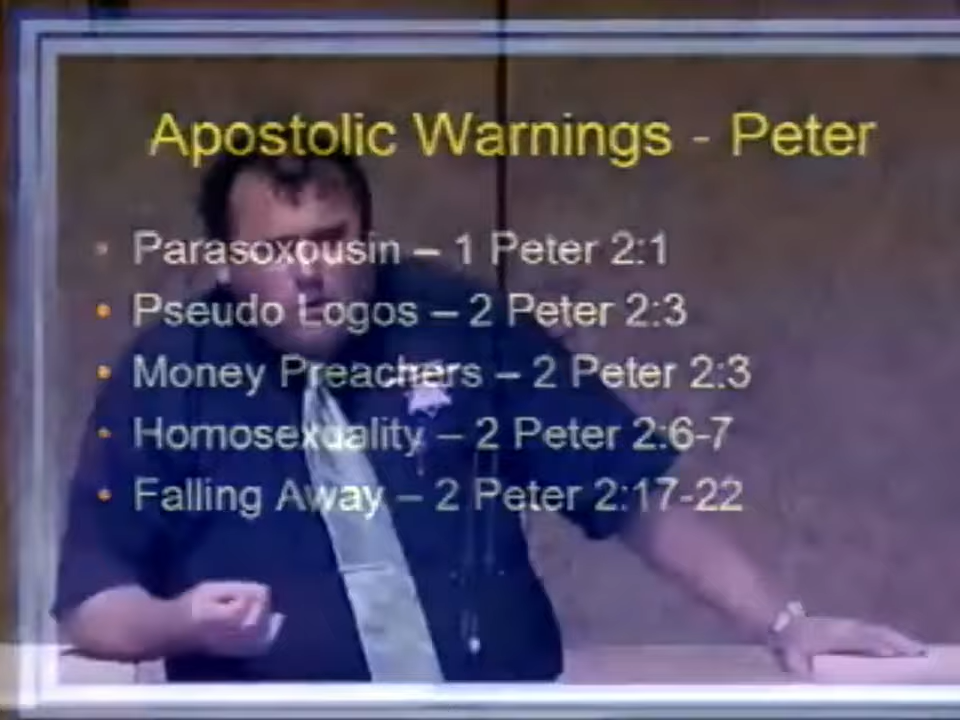 Apostolic Warnings - Peter
• Parasoxousin – 1 Peter 2:1
• Pseudo Logos – 2 Peter 2:3
• Money Preachers – 2 Peter 2:3
• Homosexuality – 2 Peter 2:6-7
• Falling Away – 2 Peter 2:17-22